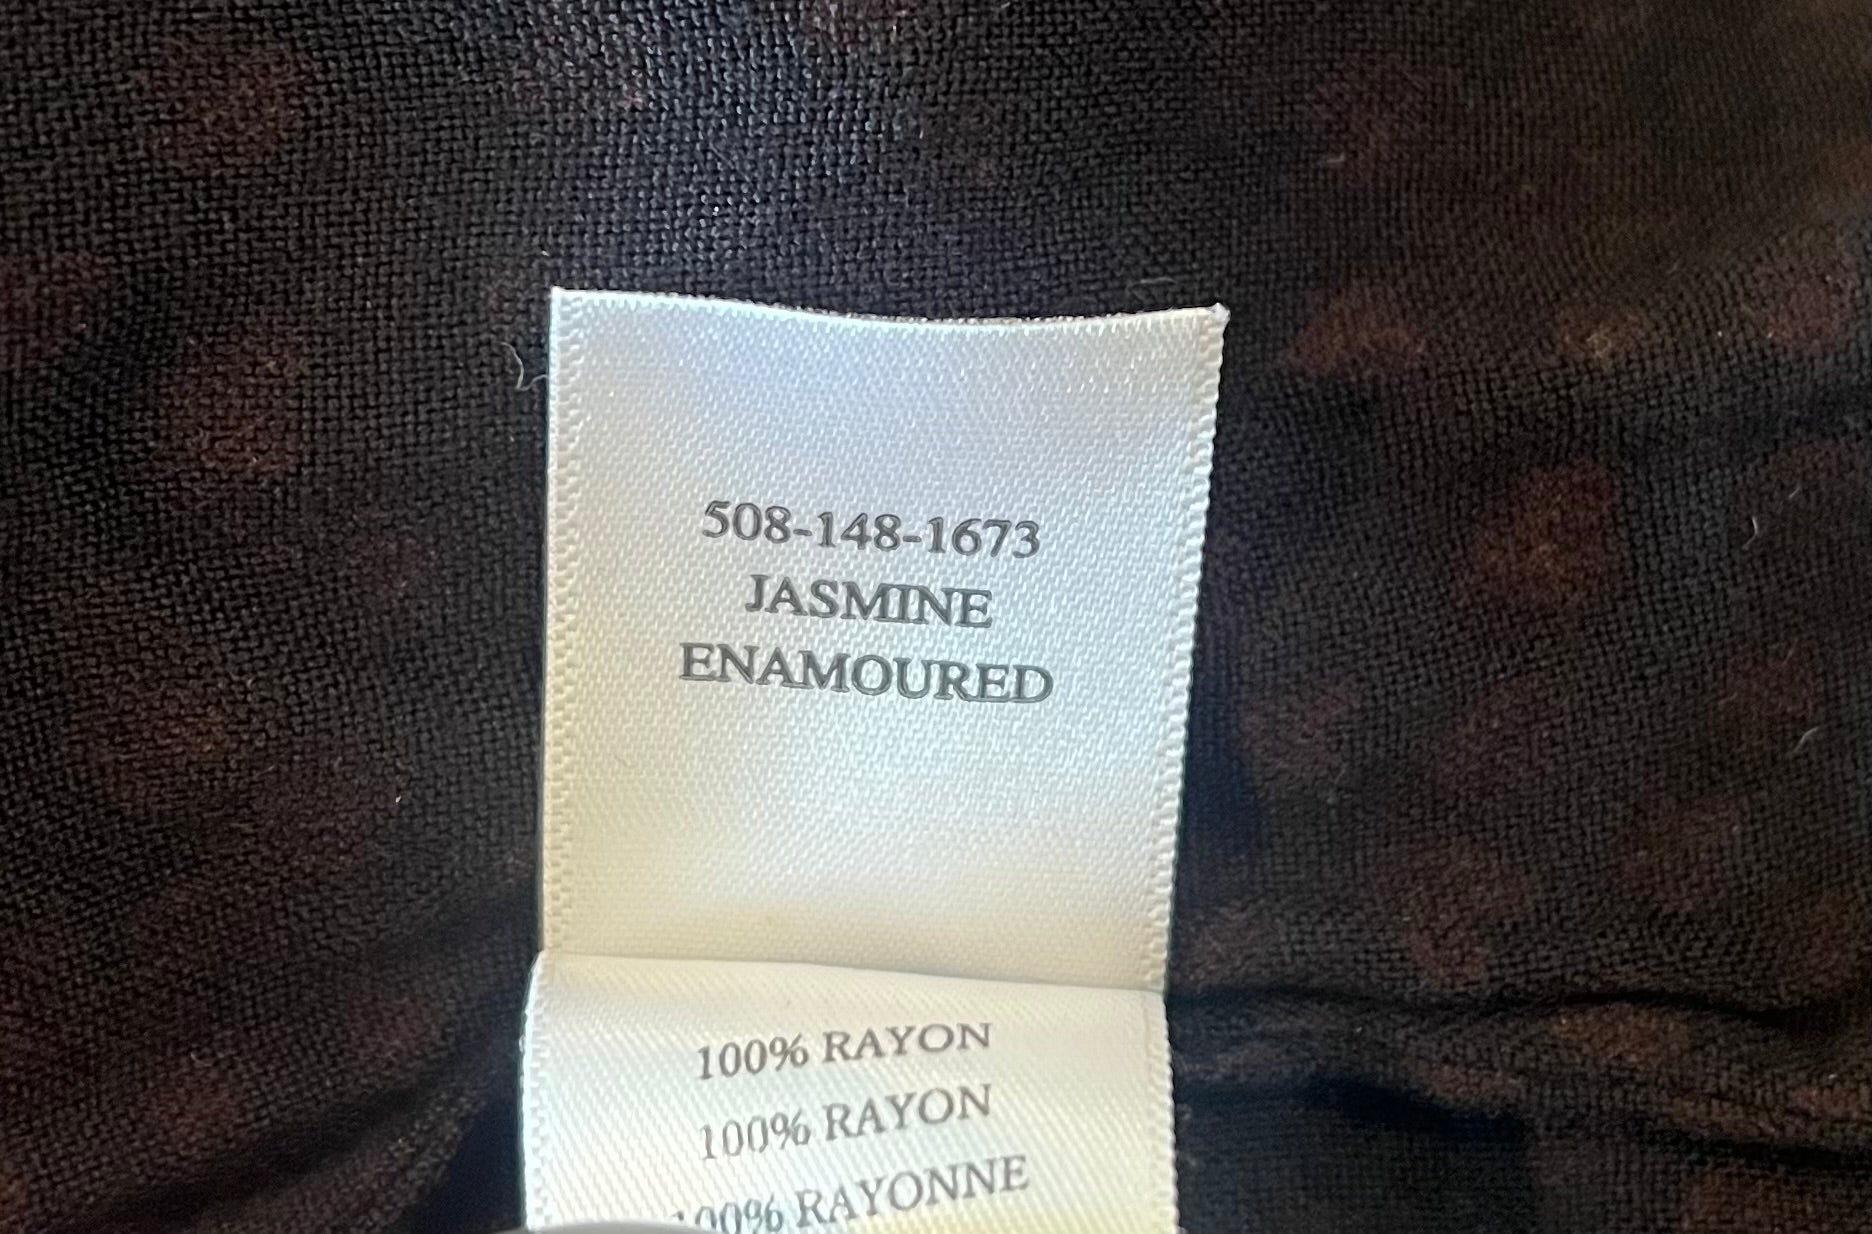 508-148-1673
JASMINE
ENAMOURED
100% RAYON
100% RAYON
100% RAYONNE